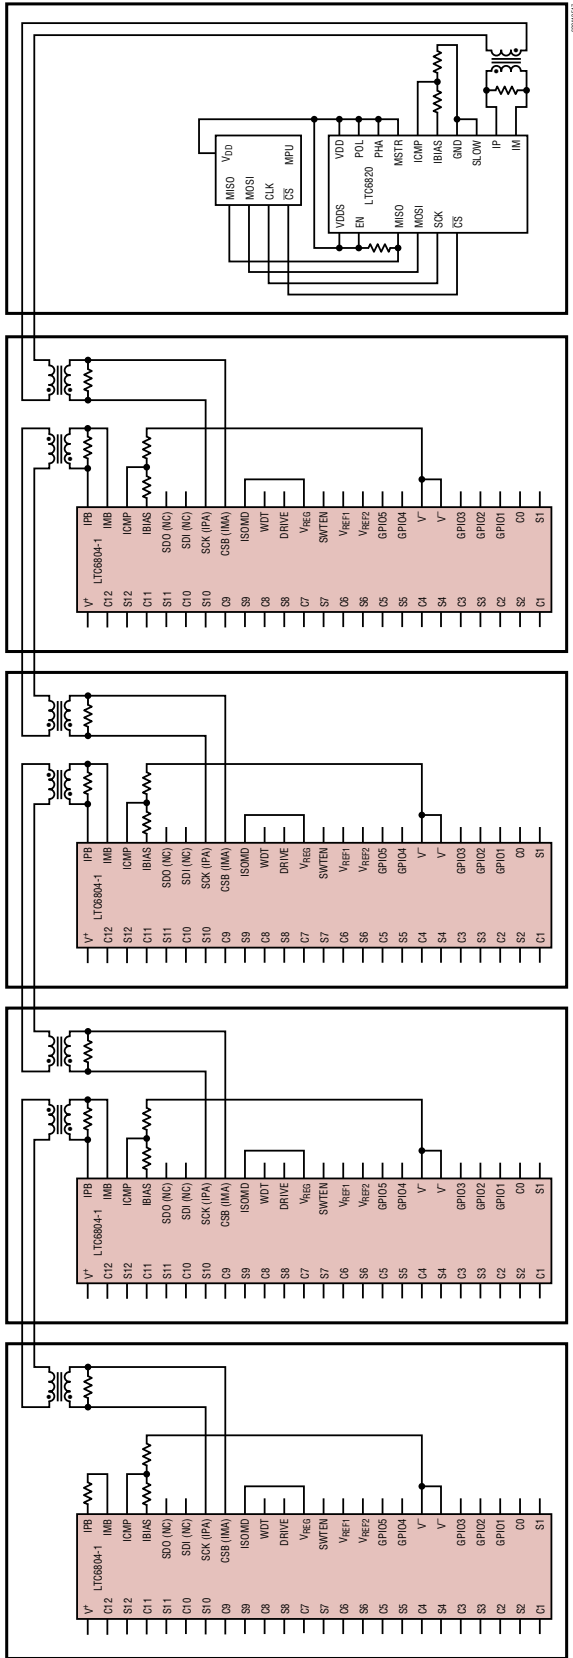 VDD
MPU
MISO
MOSI
CLK
CS
VDD
POL
PHA
MSTR
ICMP
IBIAS
GND
SLOW
IP
IM
LTC6820
VDDS
EN
MISO
MOSI
SCK
CS
IPB
IMB
ICMP
IBIAS
SDO (NC)
SDI (NC)
SCK (IPA)
CSB (IMA)
ISOMD
WDT
DRIVE
VREG
SWTEN
VREF1
VREF2
GPIO5
GPIO4
V–
V–
GPIO3
GPIO2
GPIO1
C0
S1
LTC6804-1
V+
C12
S12
C11
S11
C10
S10
C9
S9
C8
S8
C7
S7
C6
S6
C5
S5
C4
S4
C3
S3
C2
S2
C1
IPB
IMB
ICMP
IBIAS
SDO (NC)
SDI (NC)
SCK (IPA)
CSB (IMA)
ISOMD
WDT
DRIVE
VREG
SWTEN
VREF1
VREF2
GPIO5
GPIO4
V–
V–
GPIO3
GPIO2
GPIO1
C0
S1
LTC6804-1
V+
C12
S12
C11
S11
C10
S10
C9
S9
C8
S8
C7
S7
C6
S6
C5
S5
C4
S4
C3
S3
C2
S2
C1
IPB
IMB
ICMP
IBIAS
SDO (NC)
SDI (NC)
SCK (IPA)
CSB (IMA)
ISOMD
WDT
DRIVE
VREG
SWTEN
VREF1
VREF2
GPIO5
GPIO4
V–
V–
GPIO3
GPIO2
GPIO1
C0
S1
LTC6804-1
V+
C12
S12
C11
S11
C10
S10
C9
S9
C8
S8
C7
S7
C6
S6
C5
S5
C4
S4
C3
S3
C2
S2
C1
IPB
IMB
ICMP
IBIAS
SDO (NC)
SDI (NC)
SCK (IPA)
CSB (IMA)
ISOMD
WDT
DRIVE
VREG
SWTEN
VREF1
VREF2
GPIO5
GPIO4
V–
V–
GPIO3
GPIO2
GPIO1
C0
S1
LTC6804-1
V+
C12
S12
C11
S11
C10
S10
C9
S9
C8
S8
C7
S7
C6
S6
C5
S5
C4
S4
C3
S3
C2
S2
C1